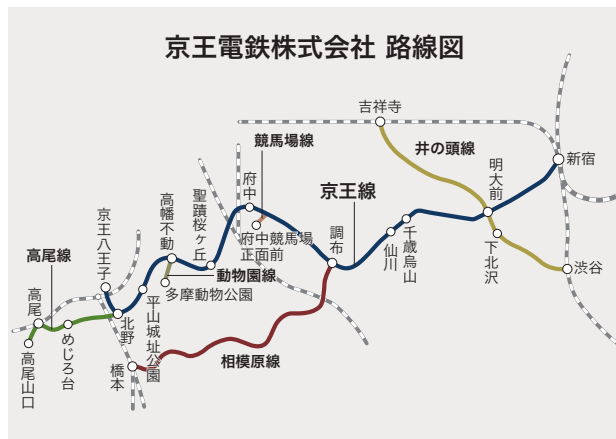 京王電鉄株式会社 路線図
吉祥寺
競馬場線
井の頭線
新宿
明大前
府中
京王線
聖蹟桜ヶ丘
高幡不動
府中競馬場
正面前
調布
千歳烏山
仙川
下北沢
渋谷
京王八王子
高尾線
動物園線
多摩動物公園
高尾
北野
平山城址公園
めじろ台
高尾山口
橋本
相模原線